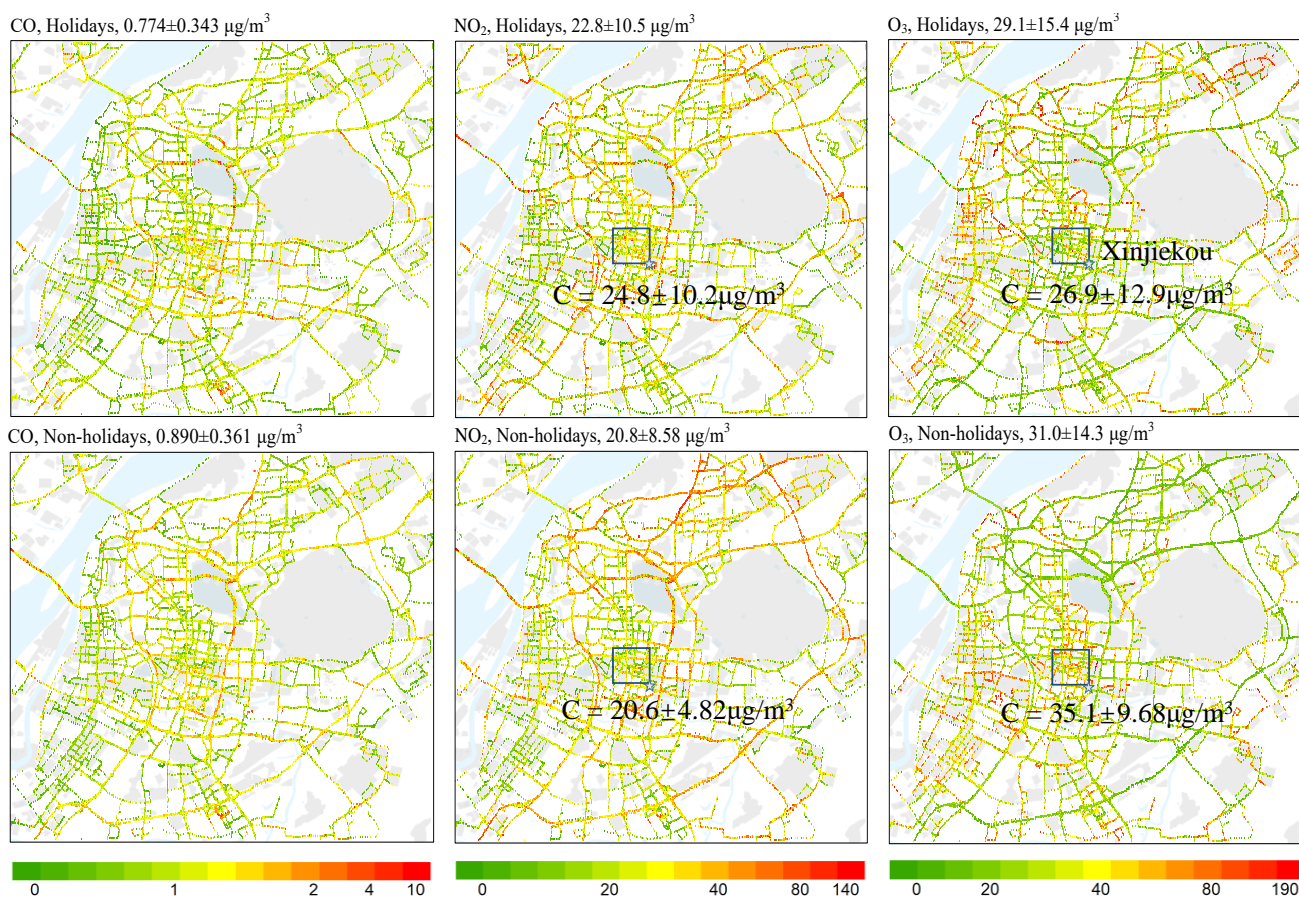 CO, Holidays, 0.774±0.343 μg/m³
NO₂, Holidays, 22.8±10.5 μg/m³
O₃, Holidays, 29.1±15.4 μg/m³
Xinjiekou
C = 24.8±10.2μg/m³
C = 26.9±12.9μg/m³
CO, Non-holidays, 0.890±0.361 μg/m³
NO₂, Non-holidays, 20.8±8.58 μg/m³
O₃, Non-holidays, 31.0±14.3 μg/m³
C = 20.6±4.82μg/m³
C = 35.1±9.68μg/m³
0 1 2 4 10
0 20 40 80 140
0 20 40 80 190